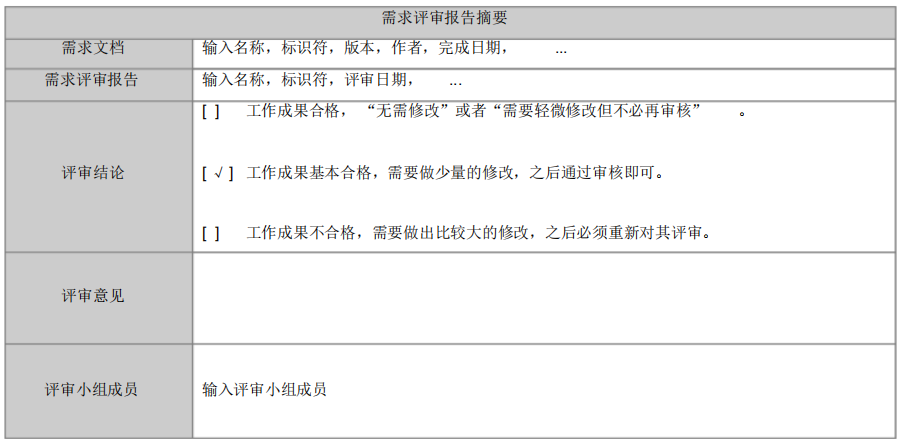 需求评审报告摘要
需求文档 输入名称，标识符，版本，作者，完成日期， ...
需求评审报告 输入名称，标识符，评审日期， ...
[ ] 工作成果合格， “无需修改”或者“需要轻微修改但不必再审核” 。
评审结论 [ √ ] 工作成果基本合格，需要做少量的修改，之后通过审核即可。
[ ] 工作成果不合格，需要做出比较大的修改，之后必须重新对其评审。
评审意见
评审小组成员 输入评审小组成员